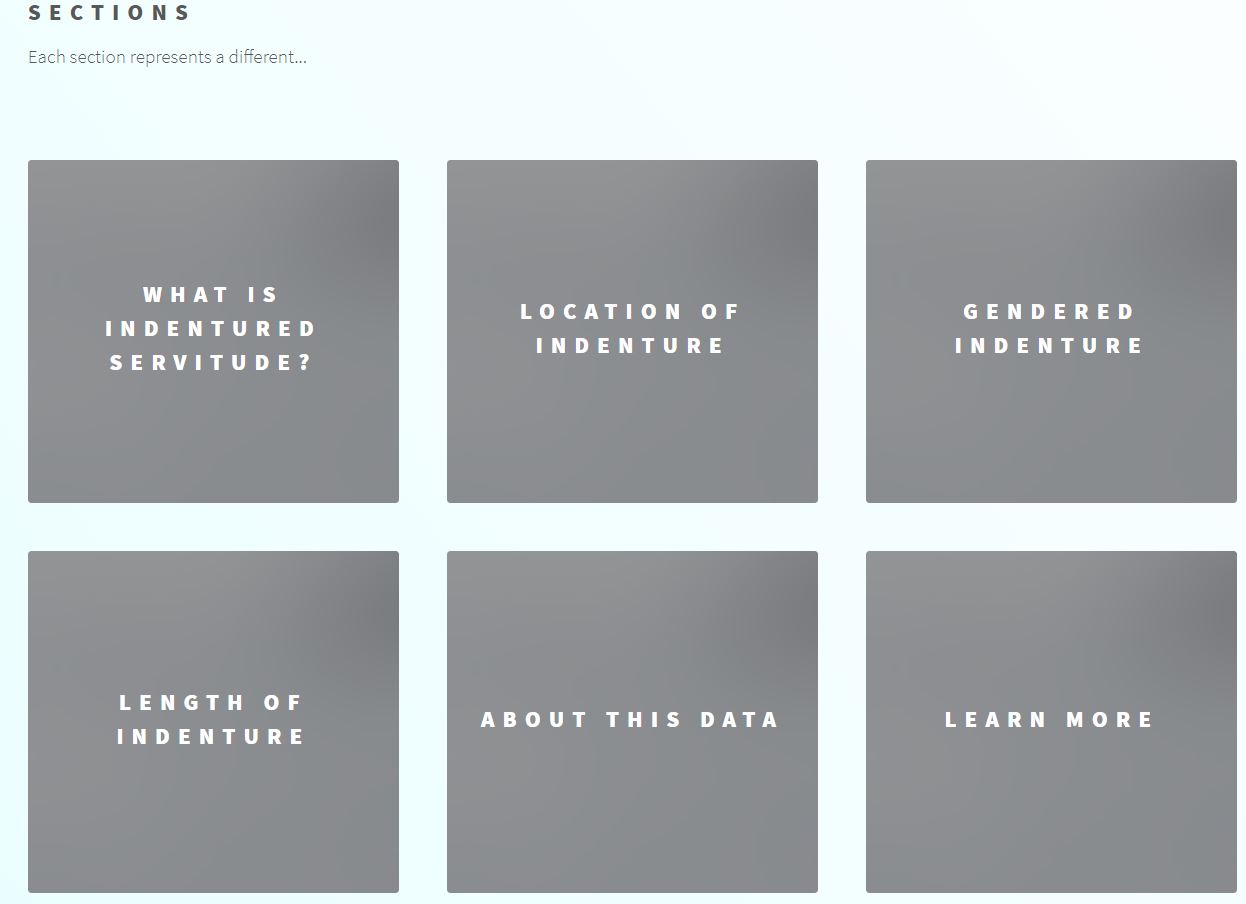 SECTIONS
Each section represents a different...
WHAT IS
INDENTURED
SERVITUDE?
LOCATION OF
INDENTURE
GENDERED
INDENTURE
LENGTH OF
INDENTURE
ABOUT THIS DATA
LEARN MORE